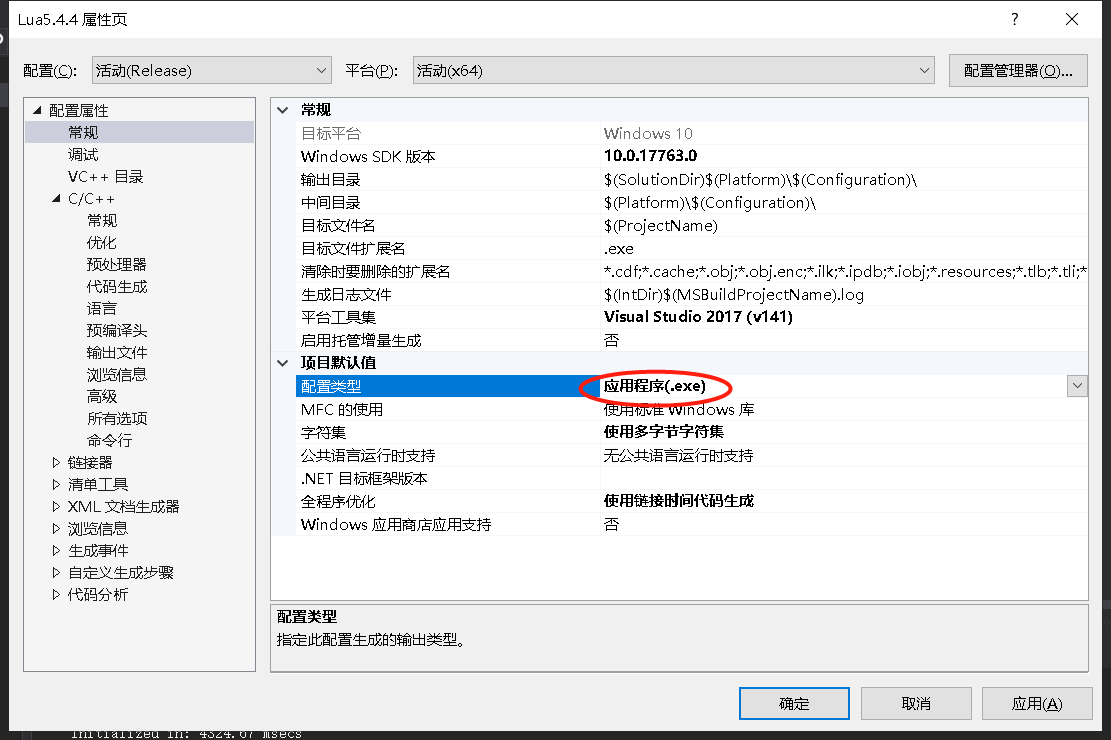 Lua5.4.4 属性页
?
配置(C):
活动(Release)
平台(P):
活动(x64)
配置管理器(O)...
配置属性
常规
调试
VC++ 目录
C/C++
常规
优化
预处理器
代码生成
语言
预编译头
输出文件
浏览信息
高级
所有选项
命令行
链接器
清单工具
XML 文档生成器
浏览信息
生成事件
自定义生成步骤
代码分析
常规
目标平台 Windows 10
Windows SDK 版本 10.0.17763.0
输出目录 $(SolutionDir)$(Platform)\$(Configuration)\
中间目录 $(Platform)\$(Configuration)\
目标文件名 $(ProjectName)
目标文件扩展名 .exe
清除时要删除的扩展名 *.cdf;*.cache;*.obj;*.obj.enc;*.ilk;*.ipdb;*.iobj;*.resources;*.tlb;*.tli;*
生成日志文件 $(IntDir)$(MSBuildProjectName).log
平台工具集 Visual Studio 2017 (v141)
启用托管增量生成 否
项目默认值
配置类型 应用程序(.exe)
MFC 的使用 使用标准 Windows 库
字符集 使用多字节字符集
公共语言运行时支持 无公共语言运行时支持
.NET 目标框架版本
全程序优化 使用链接时间代码生成
Windows 应用商店应用支持 否
配置类型
指定此配置生成的输出类型。
确定
取消
应用(A)
Initialized in: 4324.67 msecs